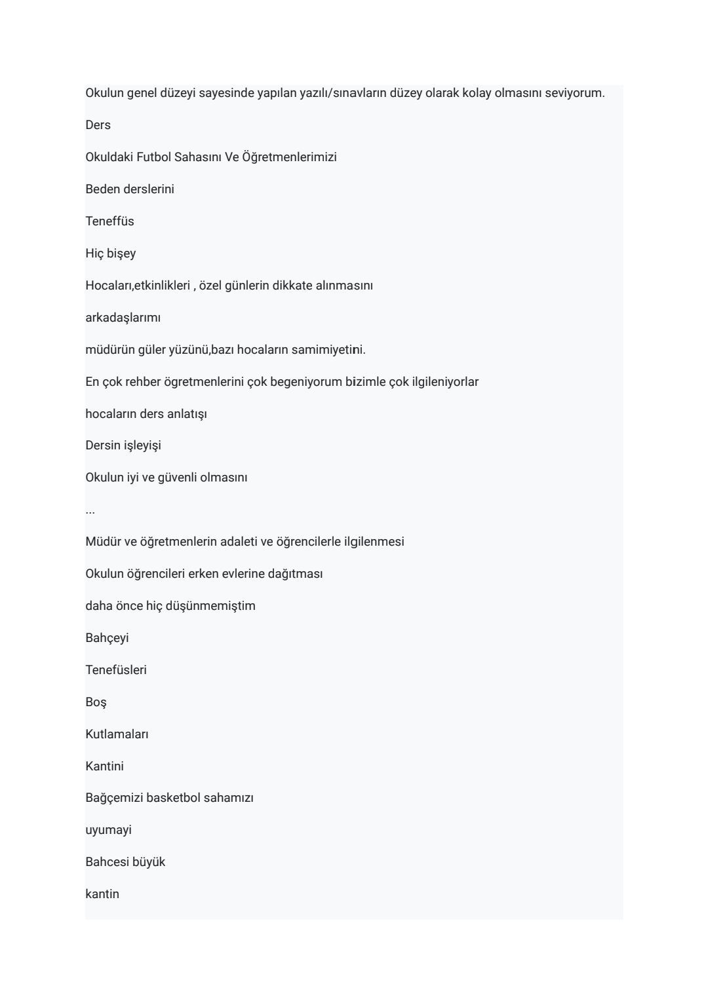 Okulun genel düzeyi sayesinde yapılan yazılı/sınavların düzey olarak kolay olmasını seviyorum.
Ders
Okuldaki Futbol Sahasını Ve Öğretmenlerimizi
Beden derslerini
Teneffüs
Hiç bişey
Hocaları,etkinlikleri , özel günlerin dikkate alınmasını
arkadaşlarımı
müdürün güler yüzünü,bazı hocaların samimiyetini.
En çok rehber ögretmenlerini çok begeniyorum bizimle çok ilgileniyorlar
hocaların ders anlatışı
Dersin işleyişi
Okulun iyi ve güvenli olmasını
...
Müdür ve öğretmenlerin adaleti ve öğrencilerle ilgilenmesi
Okulun öğrencileri erken evlerine dağıtması
daha önce hiç düşünmemiştim
Bahçeyi
Tenefüsleri
Boş
Kutlamaları
Kantini
Bağçemizi basketbol sahamızı
uyumayi
Bahcesi büyük
kantin